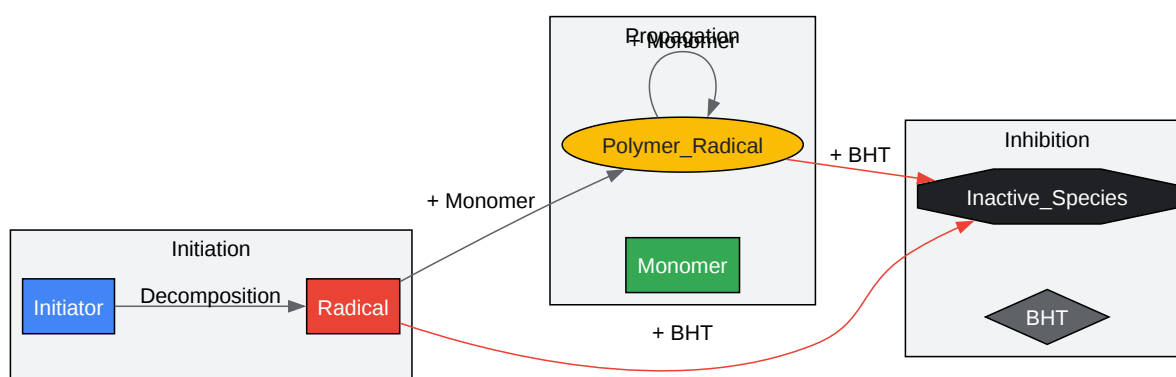 Propagation
+ Monomer
Polymer_Radical
+ BHT
Inhibition
Inactive_Species
+ Monomer
Initiation
Monomer
Initiator
Decomposition
Radical
+ BHT
BHT